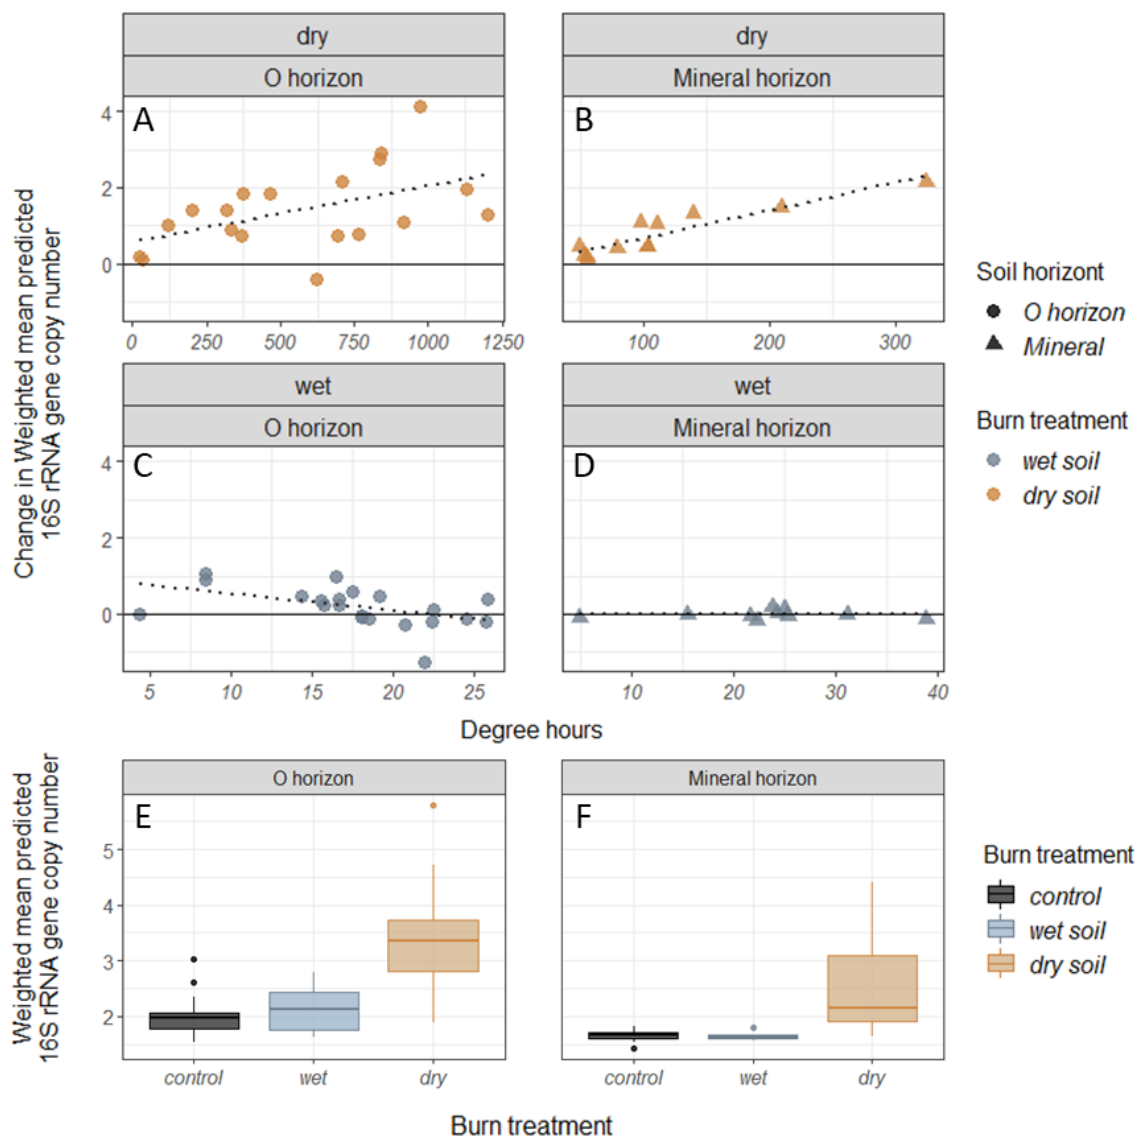 dry
O horizon
A
4
2
0
0 250 500 750 1000 1250
dry
Mineral horizon
B
100 200 300
wet
O horizon
C
4
2
0
5 10 15 20 25
wet
Mineral horizon
D
10 20 30 40
Change in Weighted mean predicted
16S rRNA gene copy number
Degree hours
Soil horizont
O horizon
Mineral
Burn treatment
wet soil
dry soil
O horizon
E
5
4
3
2
control wet dry
Mineral horizon
F
control wet dry
Weighted mean predicted
16S rRNA gene copy number
Burn treatment
Burn treatment
control
wet soil
dry soil